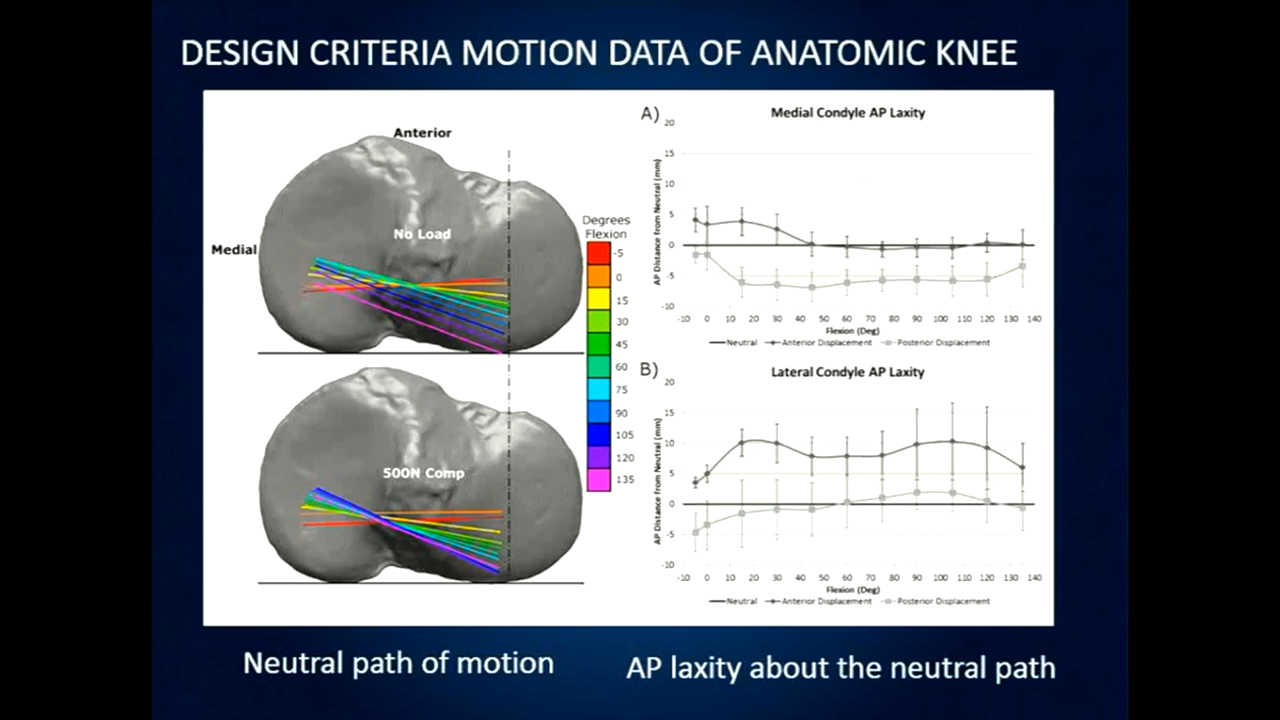 DESIGN CRITERIA MOTION DATA OF ANATOMIC KNEE
Anterior
Medial
No Load
500N Comp
Degrees
Flexion
-5
0
15
30
45
60
75
90
105
120
135
A)
Medial Condyle AP Laxity
AP Distance from Neutral (mm)
20
15
10
5
0
-5
-10
-10 0 10 20 30 40 50 60 70 80 90 100 110 120 130 140
Flexion (Deg)
Neutral Anterior Displacement Posterior Displacement
B)
Lateral Condyle AP Laxity
AP Distance from Neutral (mm)
20
15
10
5
0
-5
-10
-10 0 10 20 30 40 50 60 70 80 90 100 110 120 130 140
Flexion (Deg)
Neutral Anterior Displacement Posterior Displacement
Neutral path of motion
AP laxity about the neutral path